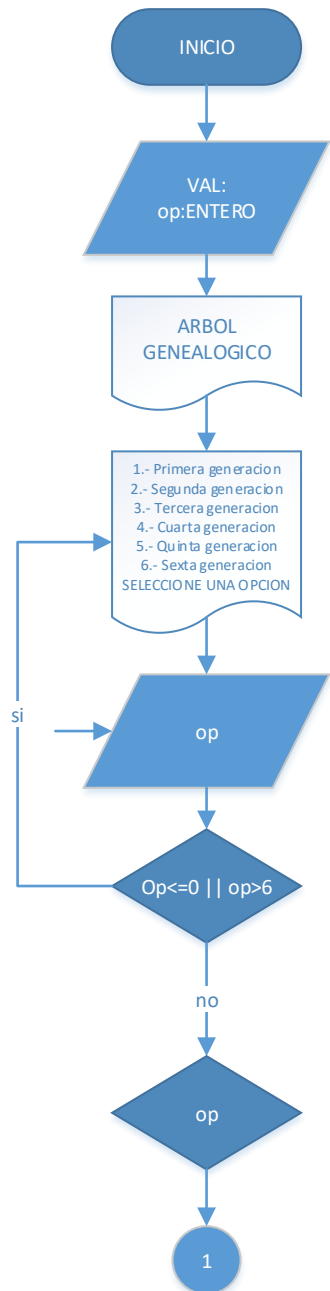 INICIO
VAL:
op:ENTERO
ARBOL
GENEALOGICO
1.- Primera generacion
2.- Segunda generacion
3.- Tercera generacion
4.- Cuarta generacion
5.- Quinta generacion
6.- Sexta generacion
SELECCIONE UNA OPCION
si
op
Op<=0 || op>6
no
op
1